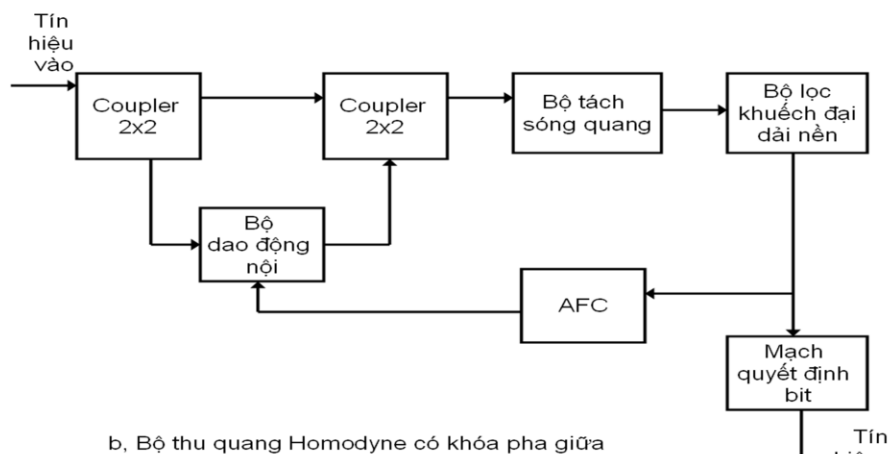 Tín
hiệu
vào
Coupler
2x2
Coupler
2x2
Bộ tách
sóng quang
Bộ lọc
khuếch đại
dải nền
Bộ
dao động
nội
AFC
Mạch
quyết định
bit
b, Bộ thu quang Homodyne có khóa pha giữa
Tín